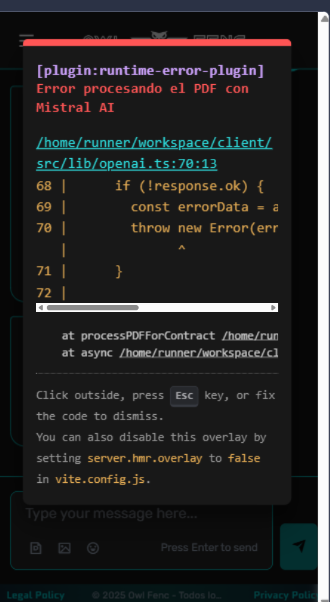 [plugin:runtime-error-plugin]
Error procesando el PDF con
Mistral AI
/home/runner/workspace/client/
src/lib/openai.ts:70:13
68 | if (!response.ok) {
69 | const errorData = a
70 | throw new Error(err
| ^
71 | }
72 |
at processPDFForContract /home/run
at async /home/runner/workspace/cl
Click outside, press Esc key, or fix
the code to dismiss.
You can also disable this overlay by
setting server.hmr.overlay to false
in vite.config.js.
Type your message here...
Press Enter to send
Legal Policy © 2025 Owl Fenc - Todos lo... Privacy Polic